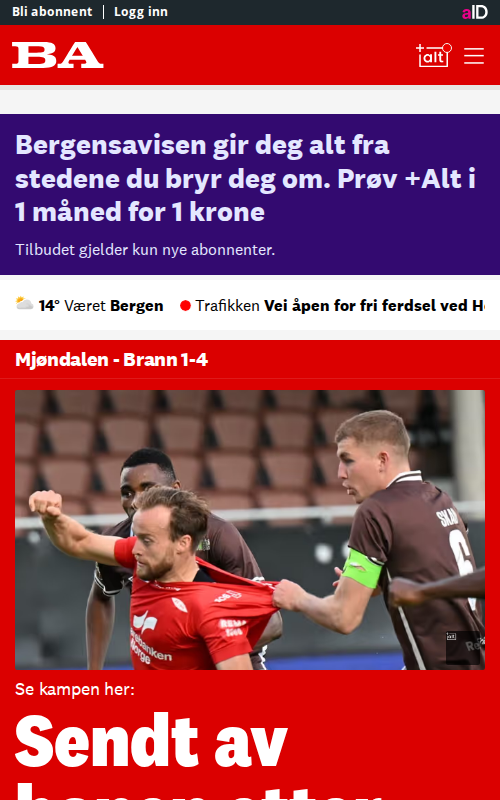 Bli abonnent | Logg inn
aID
BA
+alt
Bergensavisen gir deg alt fra
stedene du bryr deg om. Prøv +Alt i
1 måned for 1 krone
Tilbudet gjelder kun nye abonnenter.
14° Været Bergen Trafikken Vei åpen for fri ferdsel ved
Mjøndalen - Brann 1-4
6
Se kampen her:
Sendt av